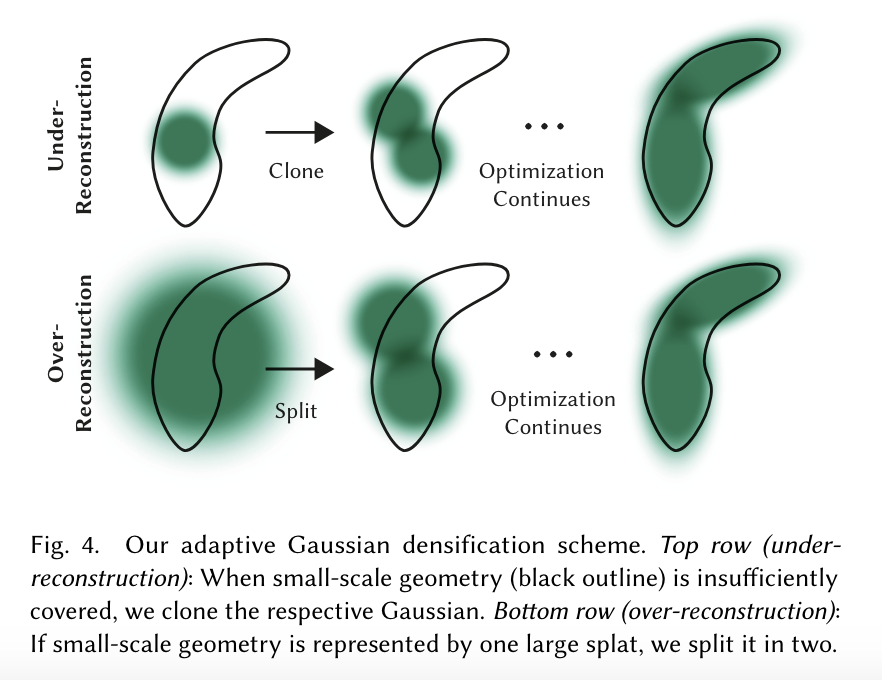 Under-
Reconstruction
Clone
Optimization
Continues
Over-
Reconstruction
Split
Optimization
Continues
Fig. 4. Our adaptive Gaussian densification scheme. Top row (under-
reconstruction): When small-scale geometry (black outline) is insufficiently
covered, we clone the respective Gaussian. Bottom row (over-reconstruction):
If small-scale geometry is represented by one large splat, we split it in two.